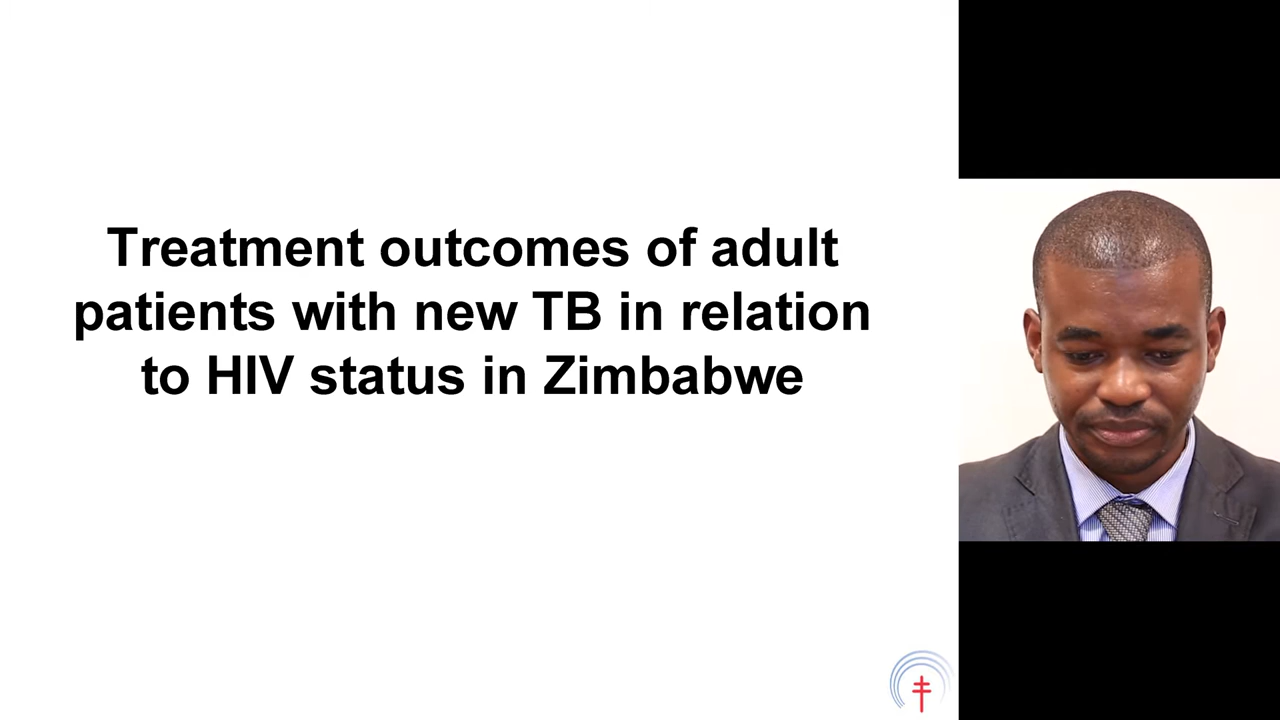 Treatment outcomes of adult
patients with new TB in relation
to HIV status in Zimbabwe